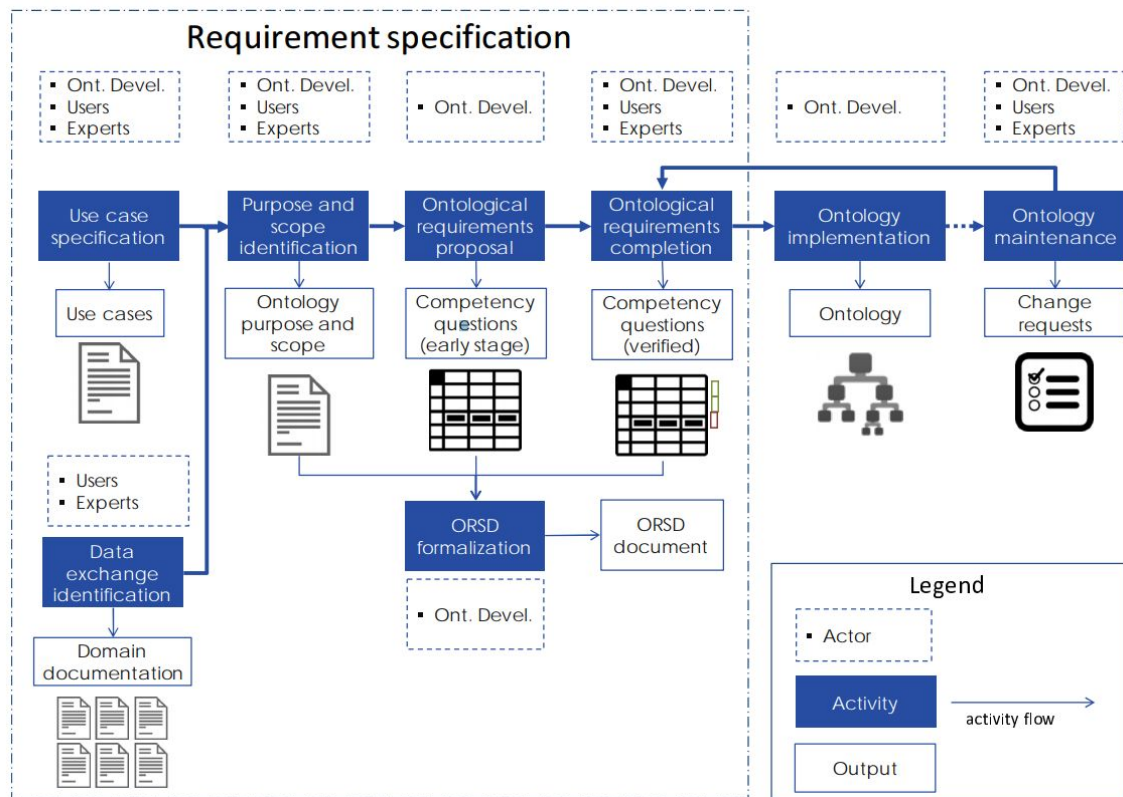 Requirement specification
▪ Ont. Devel.
▪ Users
▪ Experts
▪ Ont. Devel.
▪ Users
▪ Experts
▪ Ont. Devel.
▪ Ont. Devel.
▪ Users
▪ Experts
▪ Ont. Devel.
▪ Ont. Devel.
▪ Users
▪ Experts
Use case
specification
Purpose and
scope
identification
Ontological
requirements
proposal
Ontological
requirements
completion
Ontology
implementation
Ontology
maintenance
Use cases
Ontology
purpose and
scope
Competency
questions
(early stage)
Competency
questions
(verified)
Ontology
Change
requests
▪ Users
▪ Experts
Data
exchange
identification
Domain
documentation
ORSD
formalization
ORSD
document
▪ Ont. Devel.
Legend
▪ Actor
Activity
activity flow
Output